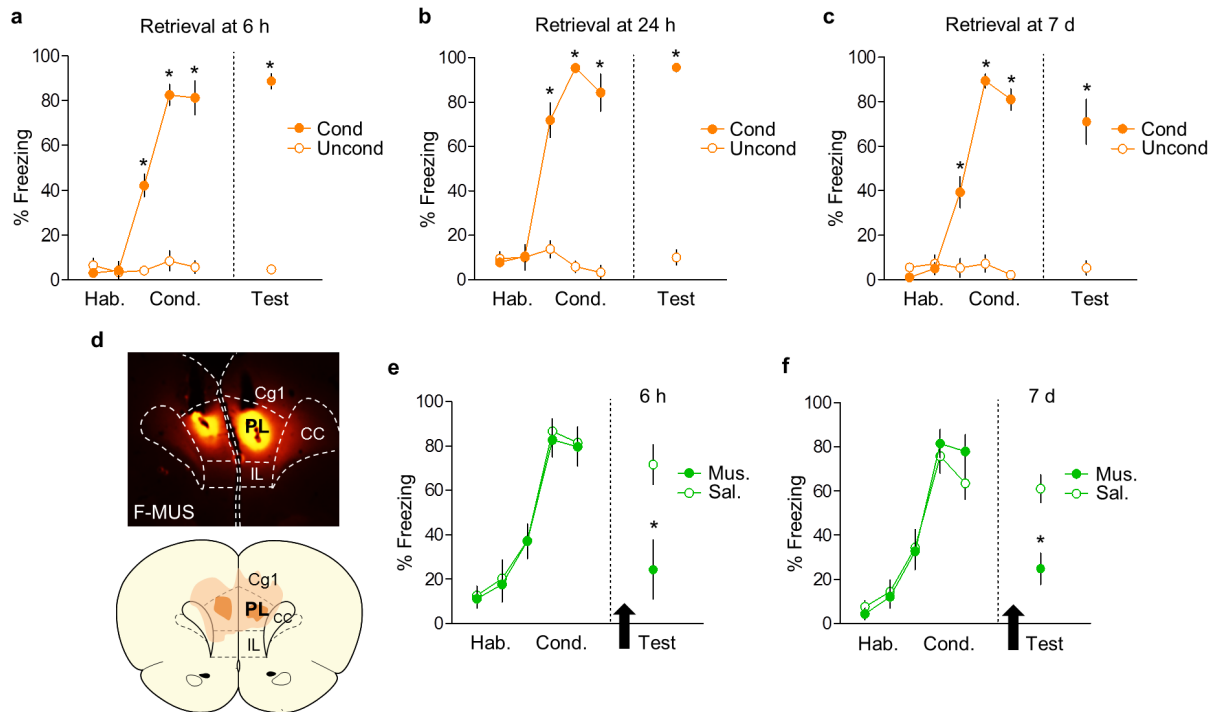 a
Retrieval at 6 h
% Freezing
100
80
60
40
20
0
*
*
*
*
Cond
Uncond
Hab.
Cond.
Test
b
Retrieval at 24 h
% Freezing
100
80
60
40
20
0
*
*
*
*
Cond
Uncond
Hab.
Cond.
Test
c
Retrieval at 7 d
% Freezing
100
80
60
40
20
0
*
*
*
*
Cond
Uncond
Hab.
Cond.
Test
d
Cg1
PL
CC
IL
F-MUS
Cg1
PL
CC
IL
e
6 h
% Freezing
100
80
60
40
20
0
*
Mus.
Sal.
Hab.
Cond.
Test
f
7 d
% Freezing
100
80
60
40
20
0
*
Mus.
Sal.
Hab.
Cond.
Test